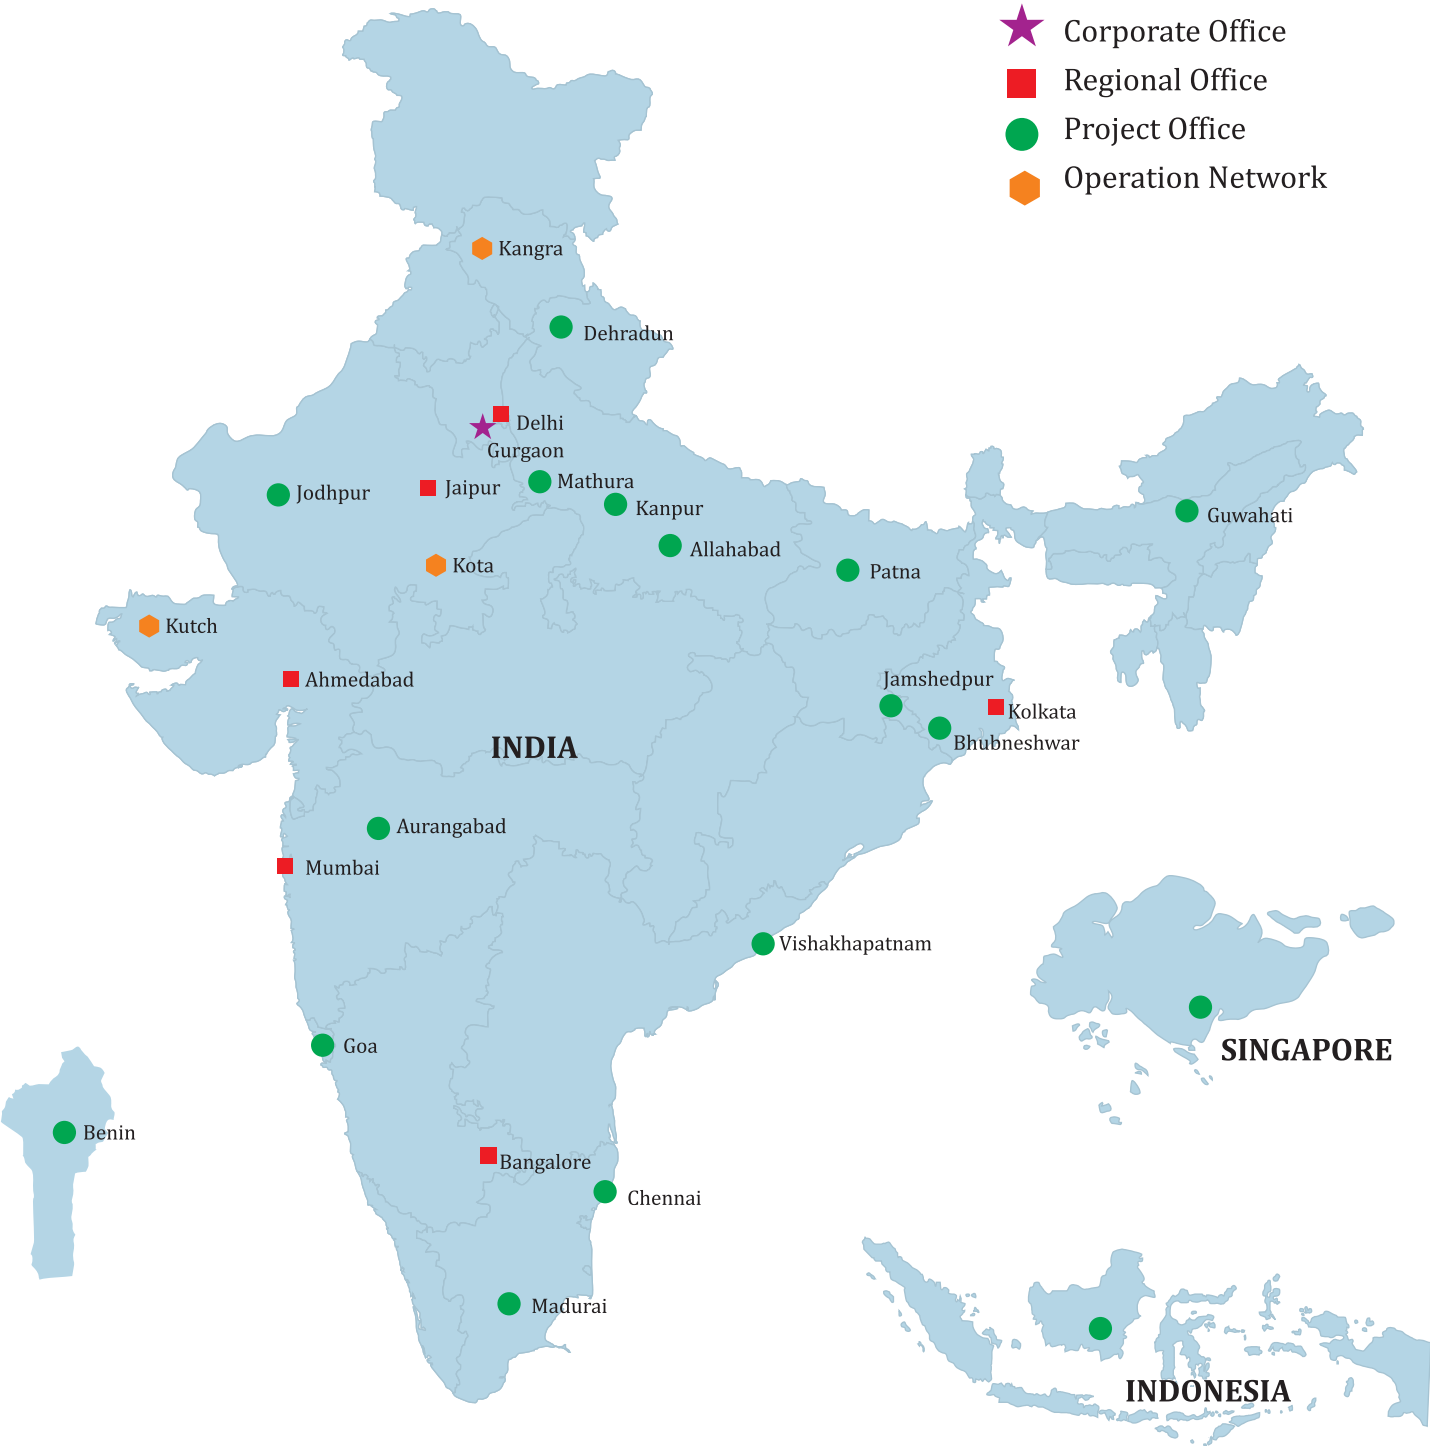 Corporate Office
Regional Office
Project Office
Operation Network
Kangra
Dehradun
Delhi
Gurgaon
Mathura
Jodhpur
Jaipur
Kanpur
Guwahati
Allahabad
Kota
Patna
Kutch
Ahmedabad
Jamshedpur
Kolkata
Bhubneshwar
INDIA
Aurangabad
Mumbai
Vishakhapatnam
Goa
SINGAPORE
Benin
Bangalore
Chennai
Madurai
INDONESIA